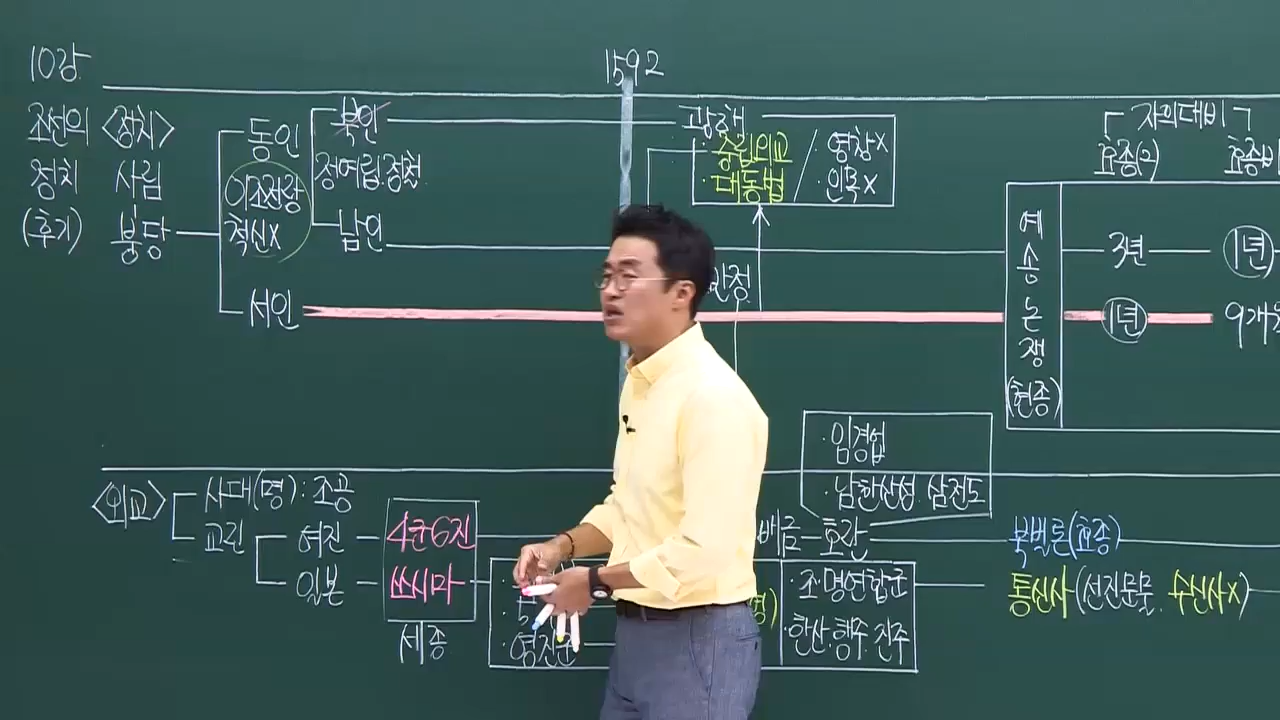 10강
1592
조선의 <정치>
정치 사림
(후기) 붕당
동인
이조전랑
척신X
서인
북인
정여립.정철
남인
광해
·중립외교 / ·영창X
·대동법 ·인목X
반정
자의대비
효종(3)
예송논쟁
(현종)
3년 1년
1년 9개월
<외교>
사대(명) : 조공
교린
여진 4군6진
일본 쓰시마
세종
·임경업
·남한산성. 삼전도
호란
북벌론(효종)
통신사(선진문물. 수신사X)
·조명연합군
·한산.행주.진주